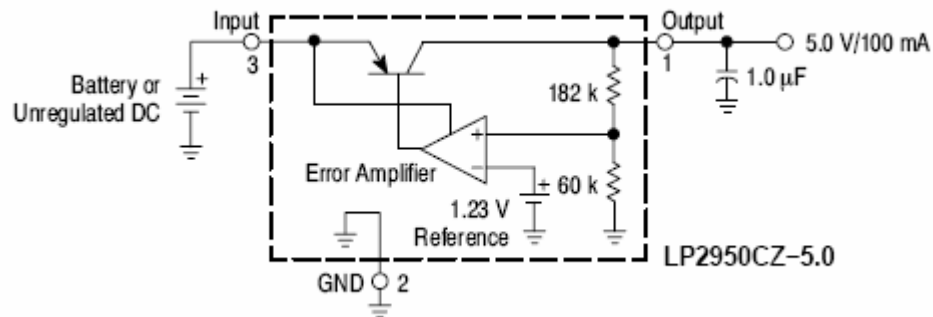 Input
3
Output
1
5.0 V/100 mA
1.0 µF
Battery or
Unregulated DC
+
182 k
Error Amplifier
+
−
+
60 k
1.23 V
Reference
GND
2
LP2950CZ–5.0